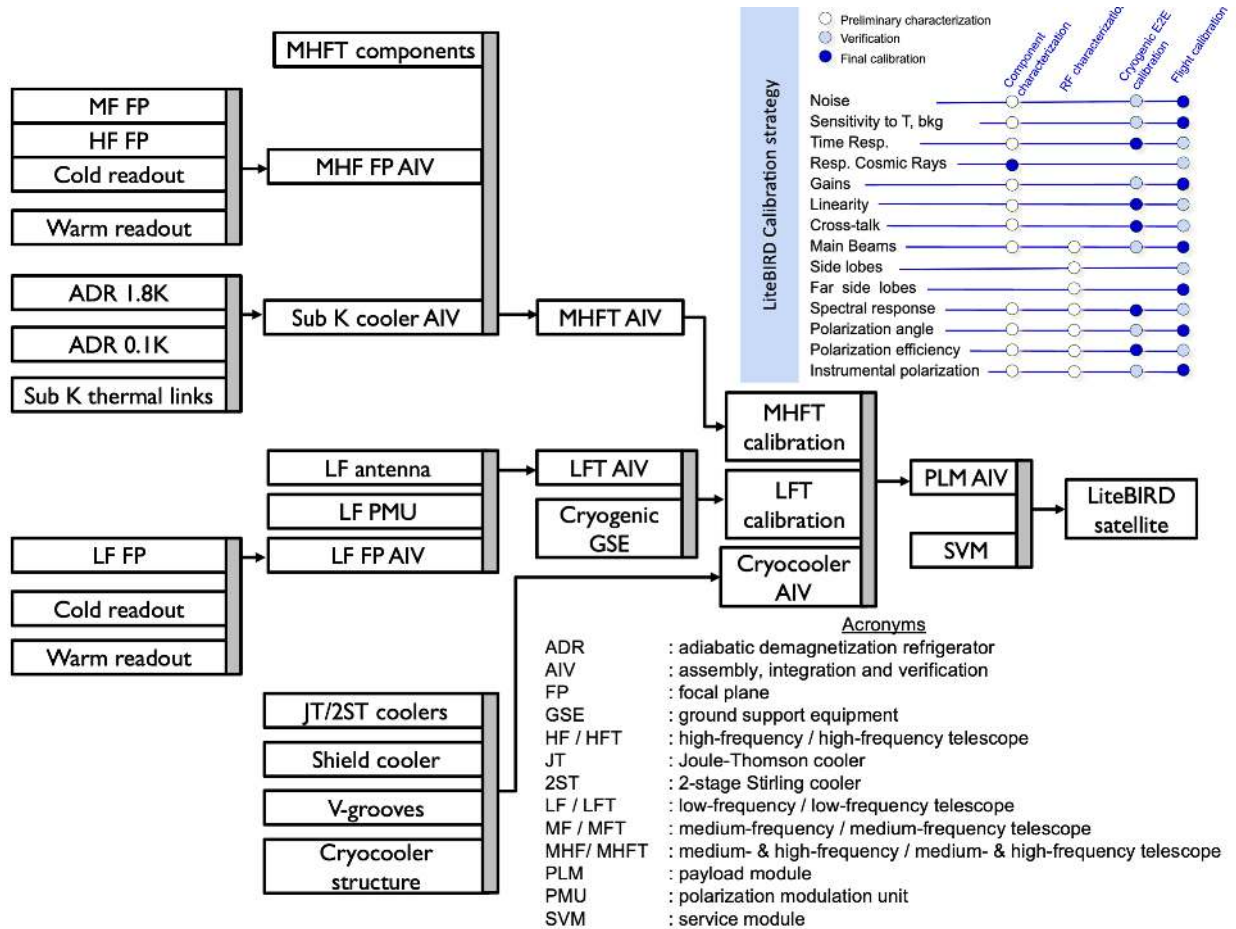 MHFT components
MF FP
HF FP
Cold readout
Warm readout
MHF FP AIV
ADR 1.8K
ADR 0.1K
Sub K thermal links
Sub K cooler AIV
MHFT AIV
LF antenna
LF PMU
LF FP AIV
LF FP
Cold readout
Warm readout
LFT AIV
Cryogenic
GSE
MHFT
calibration
LFT
calibration
Cryocooler
AIV
PLM AIV
SVM
LiteBIRD
satellite
JT/2ST coolers
Shield cooler
V-grooves
Cryocooler
structure
LiteBIRD Calibration strategy
Preliminary characterization
Verification
Final calibration
Component
characterization
RF characterization
Cryogenic E2E
calibration
Flight calibration
Noise
Sensitivity to T, bkg
Time Resp.
Resp. Cosmic Rays
Gains
Linearity
Cross-talk
Main Beams
Side lobes
Far side lobes
Spectral response
Polarization angle
Polarization efficiency
Instrumental polarization
Acronyms
ADR : adiabatic demagnetization refrigerator
AIV : assembly, integration and verification
FP : focal plane
GSE : ground support equipment
HF / HFT : high-frequency / high-frequency telescope
JT : Joule-Thomson cooler
2ST : 2-stage Stirling cooler
LF / LFT : low-frequency / low-frequency telescope
MF / MFT : medium-frequency / medium-frequency telescope
MHF/ MHFT : medium- & high-frequency / medium- & high-frequency telescope
PLM : payload module
PMU : polarization modulation unit
SVM : service module